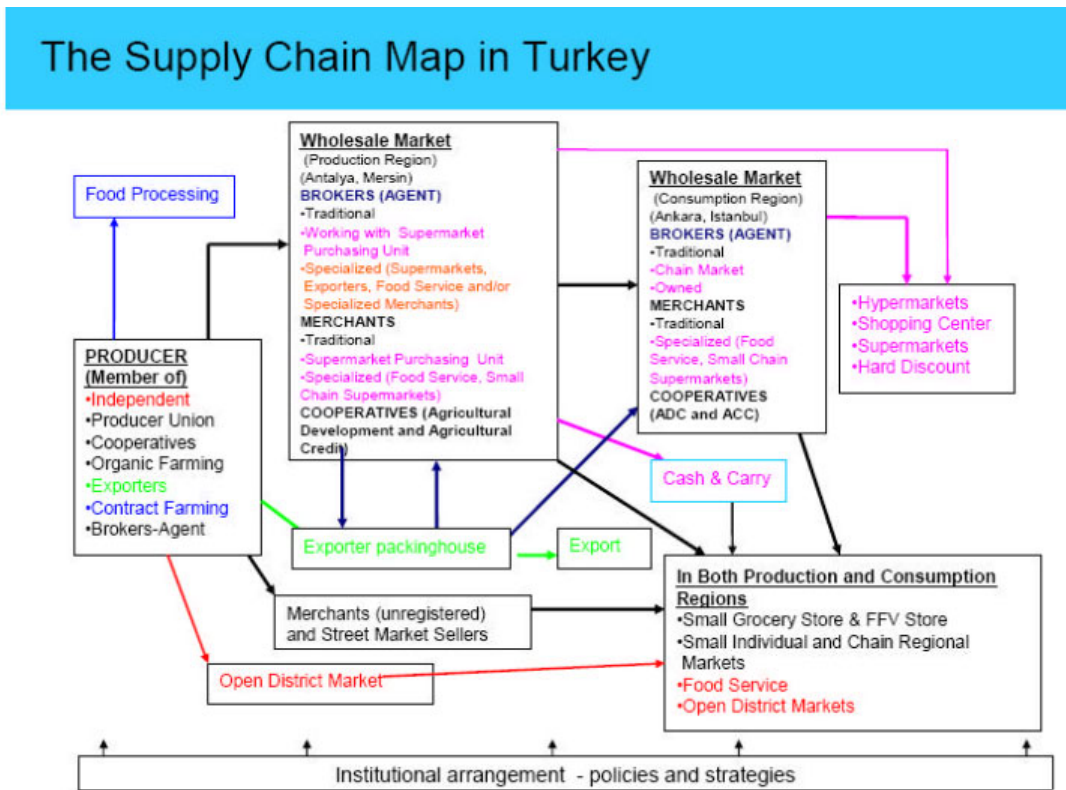 The Supply Chain Map in Turkey
Food Processing
PRODUCER
(Member of)
•Independent
•Producer Union
•Cooperatives
•Organic Farming
•Exporters
•Contract Farming
•Brokers-Agent
Wholesale Market
(Production Region)
(Antalya, Mersin)
BROKERS (AGENT)
•Traditional
•Working with Supermarket
Purchasing Unit
•Specialized (Supermarkets,
Exporters, Food Service and/or
Specialized Merchants)
MERCHANTS
•Traditional
•Supermarket Purchasing Unit
•Specialized (Food Service, Small
Chain Supermarkets)
COOPERATIVES (Agricultural
Development and Agricultural
Credit)
Wholesale Market
(Consumption Region)
(Ankara, Istanbul)
BROKERS (AGENT)
•Traditional
•Chain Market
•Owned
MERCHANTS
•Traditional
•Specialized (Food
Service, Small Chain
Supermarkets)
COOPERATIVES
(ADC and ACC)
•Hypermarkets
•Shopping Center
•Supermarkets
•Hard Discount
Cash & Carry
Exporter packinghouse
Export
Merchants (unregistered)
and Street Market Sellers
Open District Market
In Both Production and Consumption
Regions
•Small Grocery Store & FFV Store
•Small Individual and Chain Regional
Markets
•Food Service
•Open District Markets
Institutional arrangement - policies and strategies